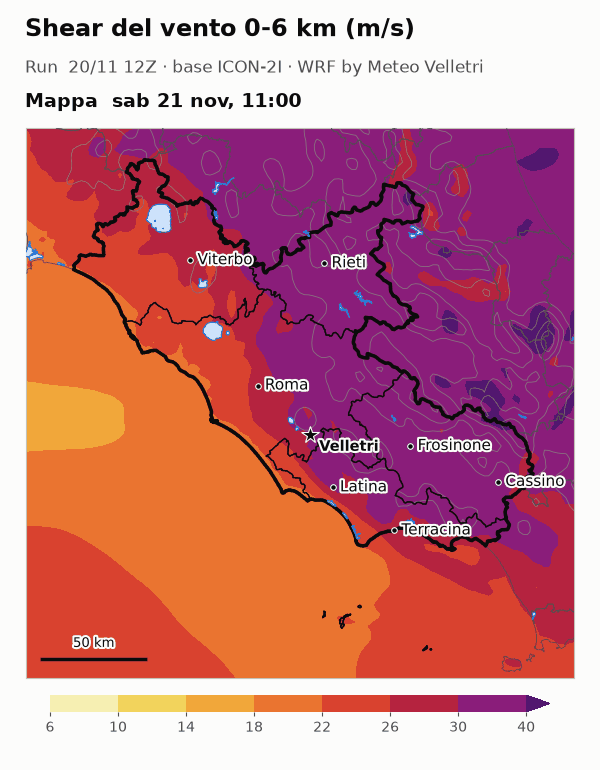 Shear del vento 0-6 km (m/s)
Run  20/11 12Z · base ICON-2I · WRF by Meteo Velletri
Mappa  sab 21 nov, 11:00
Viterbo
Rieti
Roma
Velletri
Frosinone
Latina
Cassino
Terracina
50 km
6 10 14 18 22 26 30 40